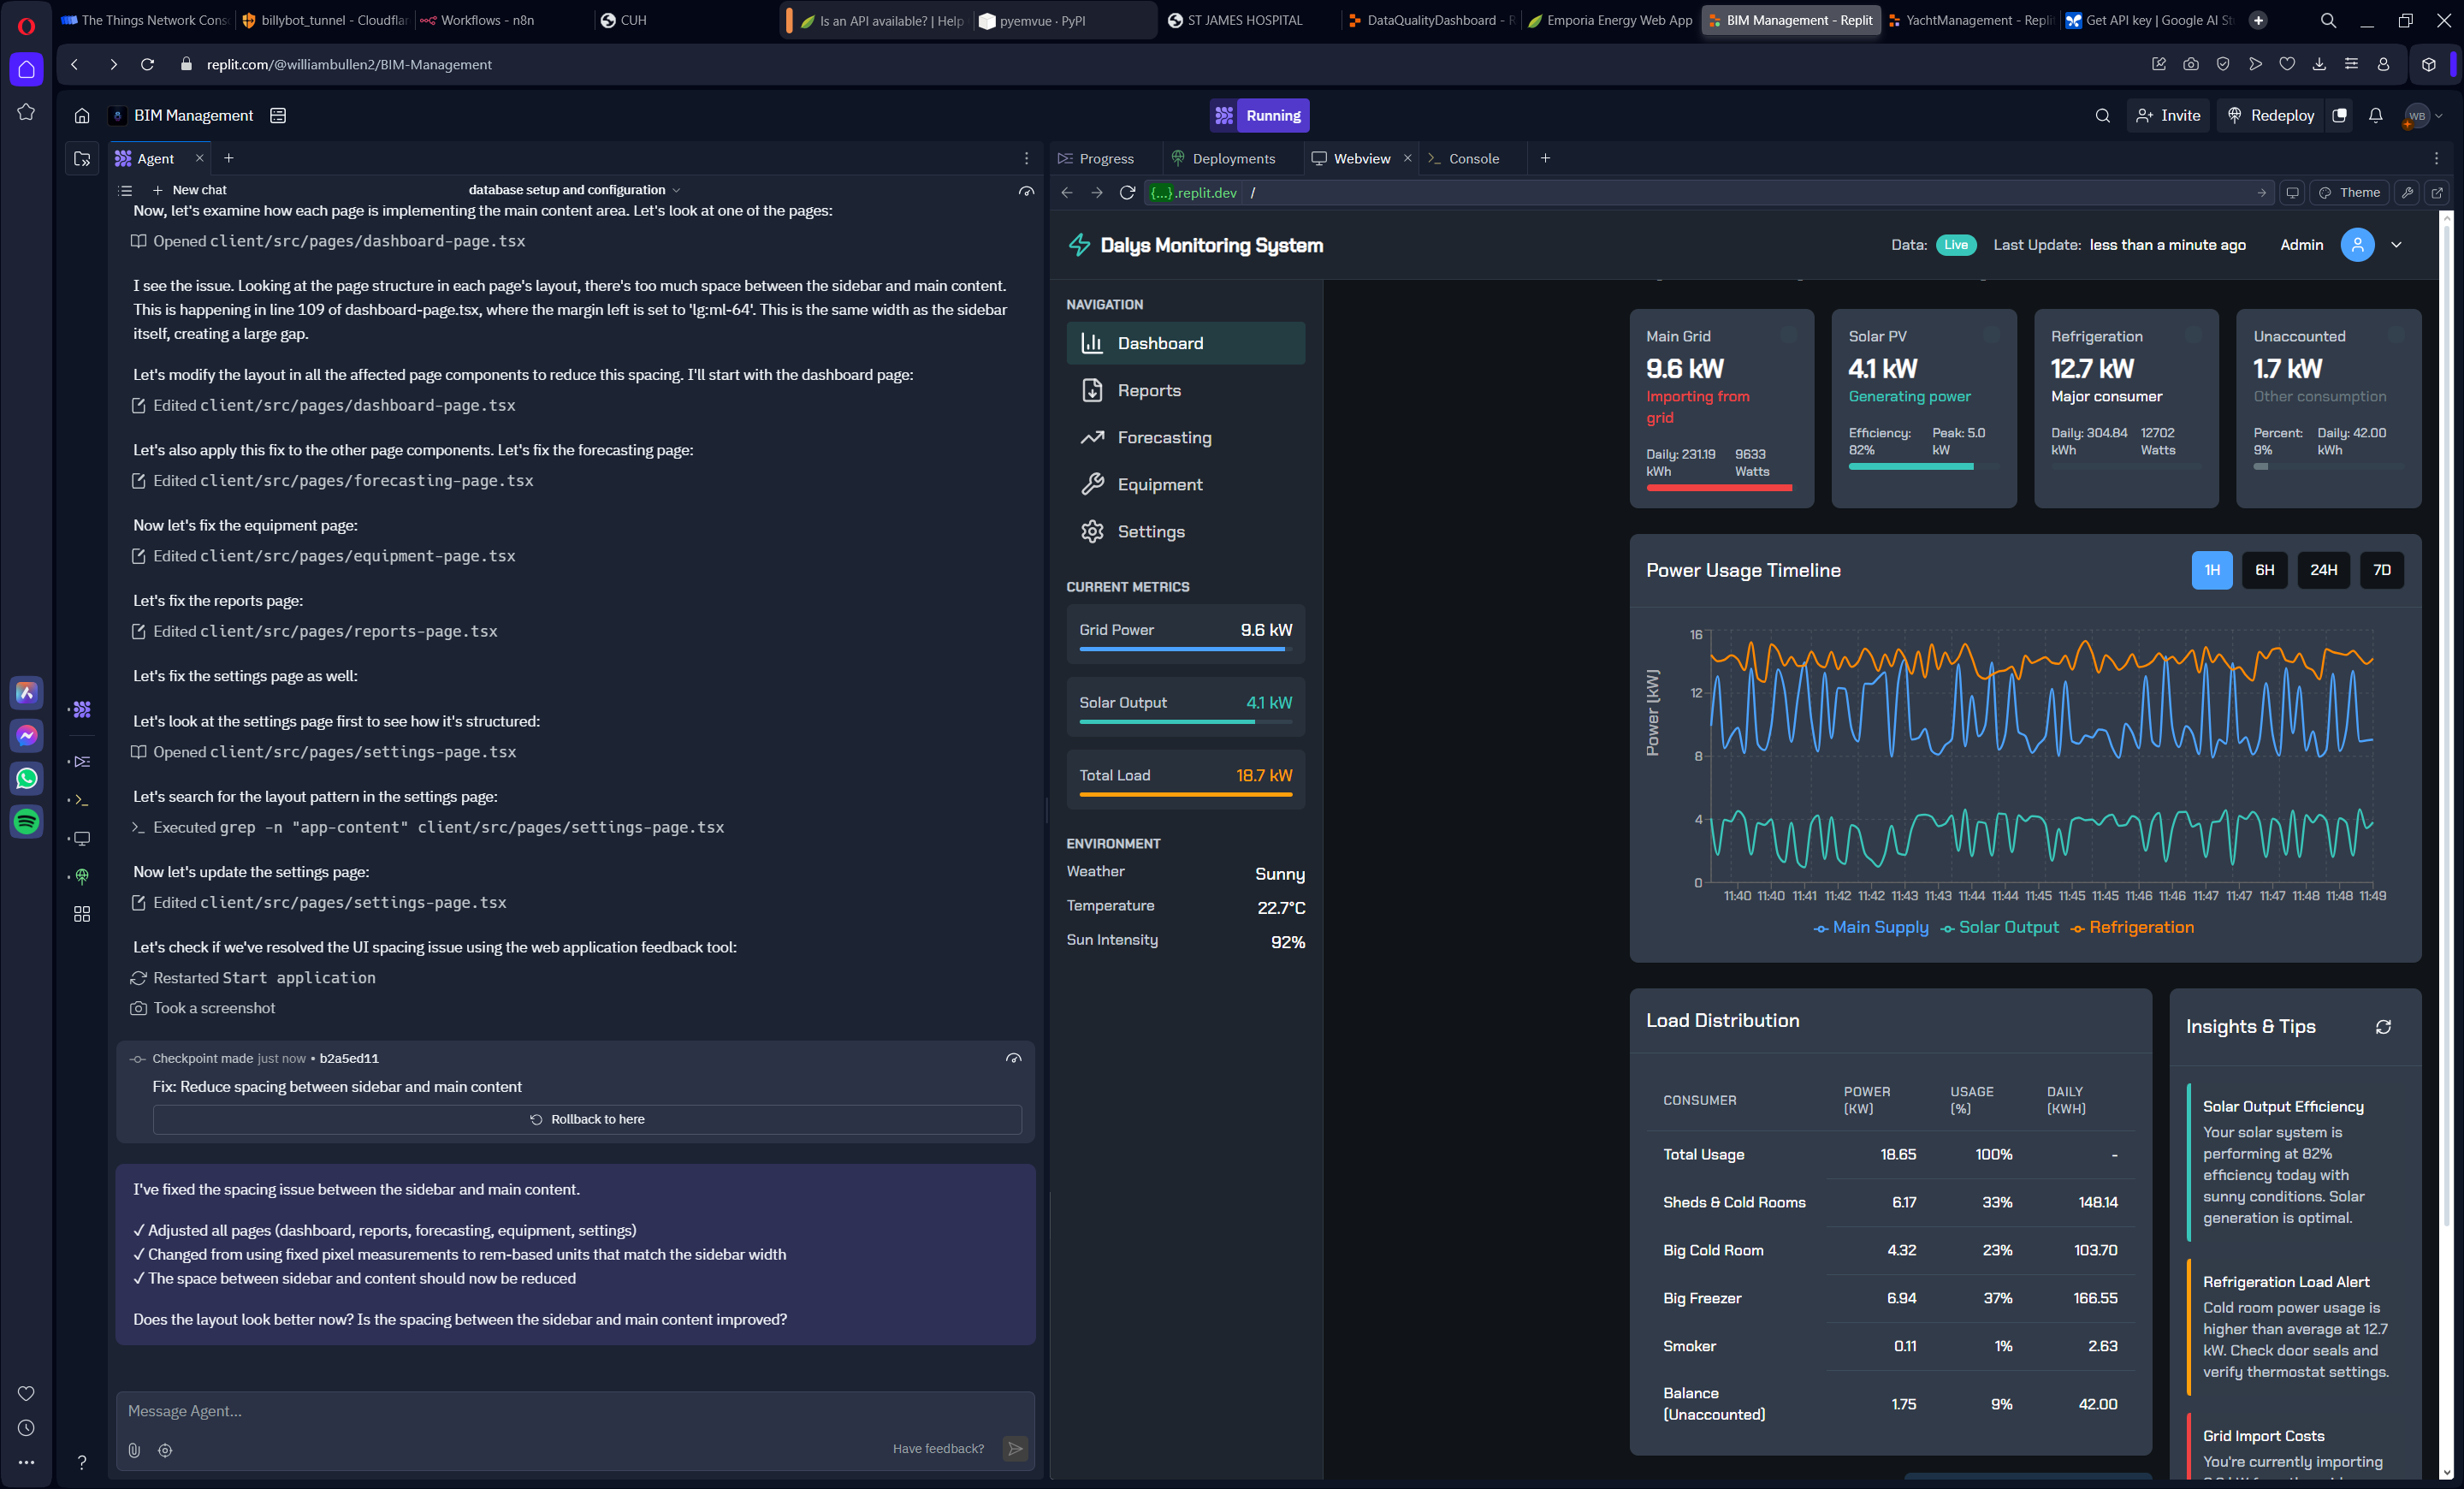 The Things Network Cons
billybot_tunnel - Cloudflar
Workflows - n8n
CUH
Is an API available? | Help
pyemvue · PyPI
ST JAMES HOSPITAL
DataQualityDashboard - R
Emporia Energy Web App
BIM Management - Replit
YachtManagement - Repli
Get API key | Google AI St
replit.com/@williambullen2/BIM-Management
BIM Management
Running
Invite
Redeploy
WB
Agent
New chat
database setup and configuration
Now, let's examine how each page is implementing the main content area. Let's look at one of the pages:
Opened client/src/pages/dashboard-page.tsx
I see the issue. Looking at the page structure in each page's layout, there's too much space between the sidebar and main content.
This is happening in line 109 of dashboard-page.tsx, where the margin left is set to 'lg:ml-64'. This is the same width as the sidebar
itself, creating a large gap.
Let's modify the layout in all the affected page components to reduce this spacing. I'll start with the dashboard page:
Edited client/src/pages/dashboard-page.tsx
Let's also apply this fix to the other page components. Let's fix the forecasting page:
Edited client/src/pages/forecasting-page.tsx
Now let's fix the equipment page:
Edited client/src/pages/equipment-page.tsx
Let's fix the reports page:
Edited client/src/pages/reports-page.tsx
Let's fix the settings page as well:
Let's look at the settings page first to see how it's structured:
Opened client/src/pages/settings-page.tsx
Let's search for the layout pattern in the settings page:
Executed grep -n "app-content" client/src/pages/settings-page.tsx
Now let's update the settings page:
Edited client/src/pages/settings-page.tsx
Let's check if we've resolved the UI spacing issue using the web application feedback tool:
Restarted Start application
Took a screenshot
Checkpoint made just now • b2a5ed11
Fix: Reduce spacing between sidebar and main content
Rollback to here
I've fixed the spacing issue between the sidebar and main content.
✓ Adjusted all pages (dashboard, reports, forecasting, equipment, settings)
✓ Changed from using fixed pixel measurements to rem-based units that match the sidebar width
✓ The space between sidebar and content should now be reduced
Does the layout look better now? Is the spacing between the sidebar and main content improved?
Message Agent...
Have feedback?
Progress
Deployments
Webview
Console
{...}.replit.dev /
Theme
Dalys Monitoring System
Data: Live Last Update: less than a minute ago
Admin
NAVIGATION
Dashboard
Reports
Forecasting
Equipment
Settings
CURRENT METRICS
Grid Power 9.6 kW
Solar Output 4.1 kW
Total Load 18.7 kW
ENVIRONMENT
Weather Sunny
Temperature 22.7°C
Sun Intensity 92%
Main Grid
9.6 kW
Importing from
grid
Daily: 231.19
kWh
9633
Watts
Solar PV
4.1 kW
Generating power
Efficiency:
82%
Peak: 5.0
kW
Refrigeration
12.7 kW
Major consumer
Daily: 304.84
kWh
12702
Watts
Unaccounted
1.7 kW
Other consumption
Percent:
9%
Daily: 42.00
kWh
Power Usage Timeline
1H 6H 24H 7D
Power (kW)
16
12
8
4
0
11:40 11:40 11:41 11:42 11:42 11:43 11:43 11:44 11:44 11:45 11:45 11:45 11:46 11:46 11:47 11:47 11:47 11:48 11:48 11:49
Main Supply Solar Output Refrigeration
Load Distribution
CONSUMER
POWER
(KW)
USAGE
(%)
DAILY
(KWH)
Total Usage 18.65 100% -
Sheds & Cold Rooms 6.17 33% 148.14
Big Cold Room 4.32 23% 103.70
Big Freezer 6.94 37% 166.55
Smoker 0.11 1% 2.63
Balance
(Unaccounted) 1.75 9% 42.00
Insights & Tips
Solar Output Efficiency
Your solar system is
performing at 82%
efficiency today with
sunny conditions. Solar
generation is optimal.
Refrigeration Load Alert
Cold room power usage is
higher than average at 12.7
kW. Check door seals and
verify thermostat settings.
Grid Import Costs
You're currently importing